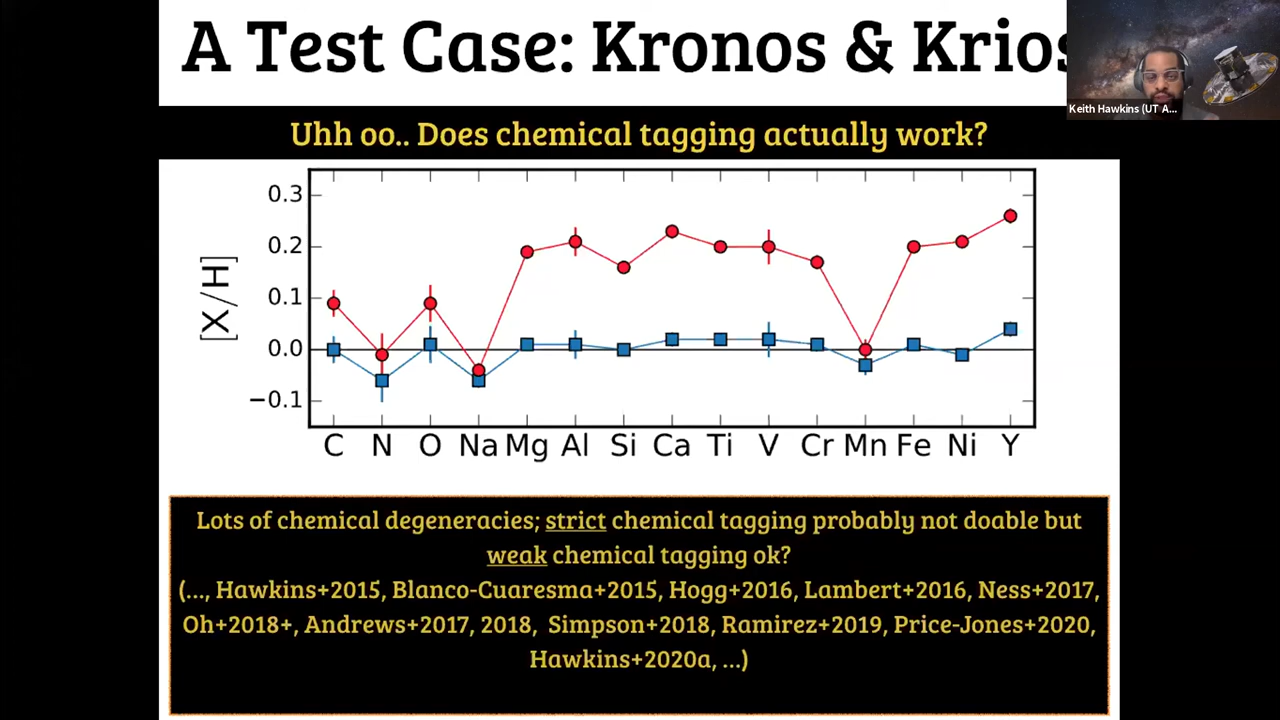 A Test Case: Kronos & Krios
Keith Hawkins (UT A...
Uhh oo.. Does chemical tagging actually work?
[X/H]
0.3
0.2
0.1
0.0
−0.1
C N O Na Mg Al Si Ca Ti V Cr Mn Fe Ni Y
Lots of chemical degeneracies; strict chemical tagging probably not doable but
weak chemical tagging ok?
(..., Hawkins+2015, Blanco-Cuaresma+2015, Hogg+2016, Lambert+2016, Ness+2017,
Oh+2018+, Andrews+2017, 2018, Simpson+2018, Ramirez+2019, Price-Jones+2020,
Hawkins+2020a, ...)